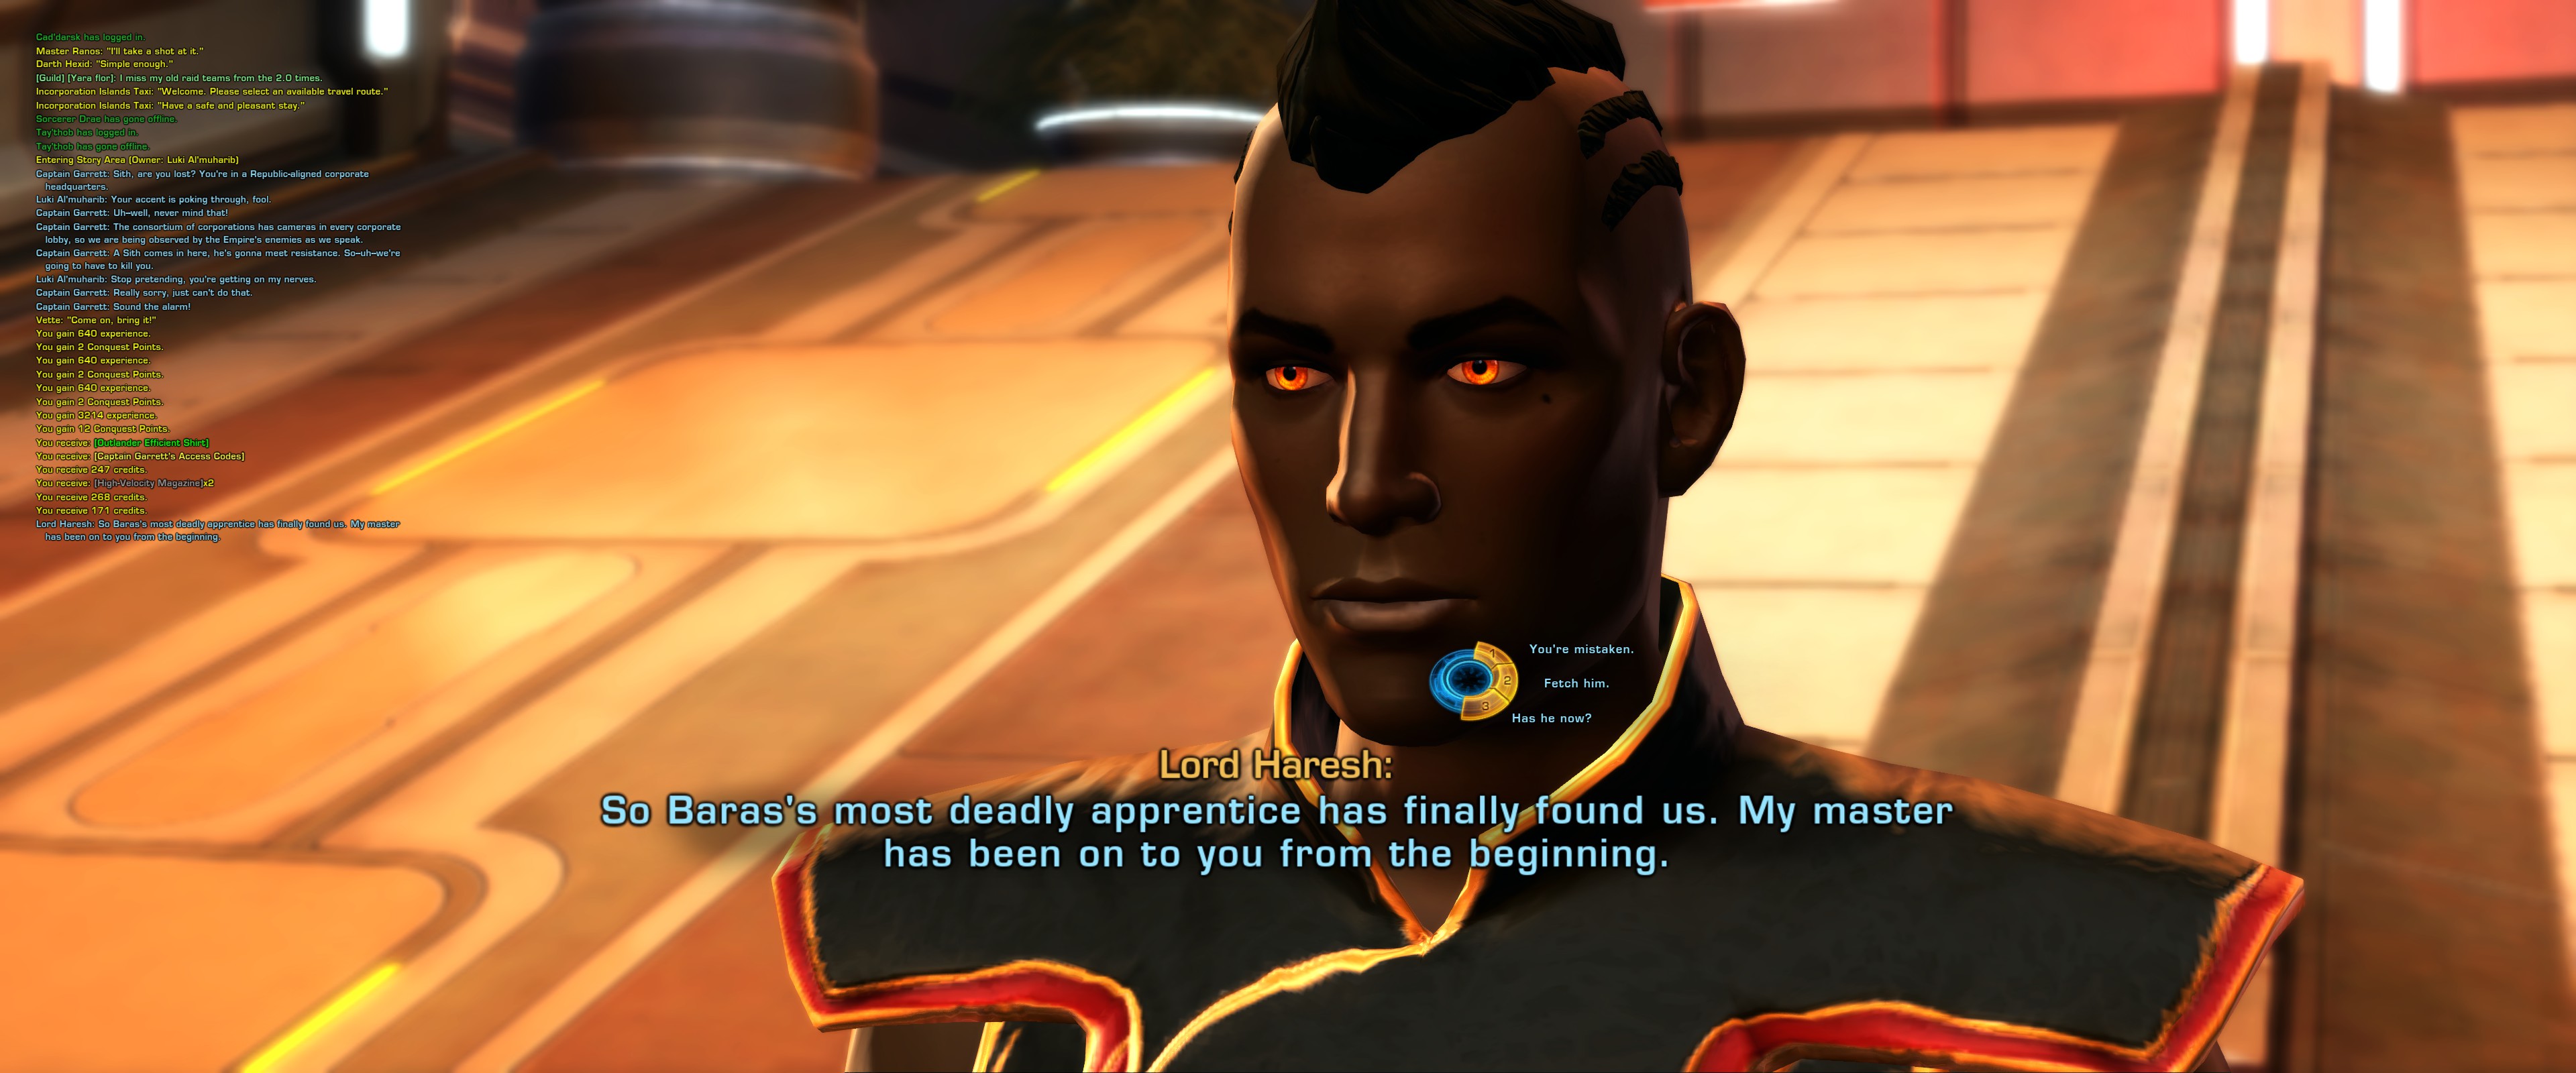 Cad'darsk has logged in.
Master Ranos: "I'll take a shot at it."
Darth Hexid: "Simple enough."
[Guild] [Yara flor]: I miss my old raid teams from the 2.0 times.
Incorporation Islands Taxi: "Welcome. Please select an available travel route."
Incorporation Islands Taxi: "Have a safe and pleasant stay."
Sorcerer Drae has gone offline.
Tay'thob has logged in.
Tay'thob has gone offline.
Entering Story Area (Owner: Luki Al'muharib)
Captain Garrett: Sith, are you lost? You're in a Republic-aligned corporate
headquarters.
Luki Al'muharib: Your accent is poking through, fool.
Captain Garrett: Uh—well, never mind that!
Captain Garrett: The consortium of corporations has cameras in every corporate
lobby, so we are being observed by the Empire's enemies as we speak.
Captain Garrett: A Sith comes in here, he's gonna meet resistance. So—uh—we're
going to have to kill you.
Luki Al'muharib: Stop pretending, you're getting on my nerves.
Captain Garrett: Really sorry, just can't do that.
Captain Garrett: Sound the alarm!
Vette: "Come on, bring it!"
You gain 640 experience.
You gain 2 Conquest Points.
You gain 640 experience.
You gain 2 Conquest Points.
You gain 640 experience.
You gain 2 Conquest Points.
You gain 3214 experience.
You gain 12 Conquest Points.
You receive: [Outlander Efficient Shirt]
You receive: [Captain Garrett's Access Codes]
You receive 247 credits.
You receive: [High-Velocity Magazine]x2
You receive 268 credits.
You receive 171 credits.
Lord Haresh: So Baras's most deadly apprentice has finally found us. My master
has been on to you from the beginning.
1 You're mistaken.
2 Fetch him.
3 Has he now?
Lord Haresh:
So Baras's most deadly apprentice has finally found us. My master
has been on to you from the beginning.